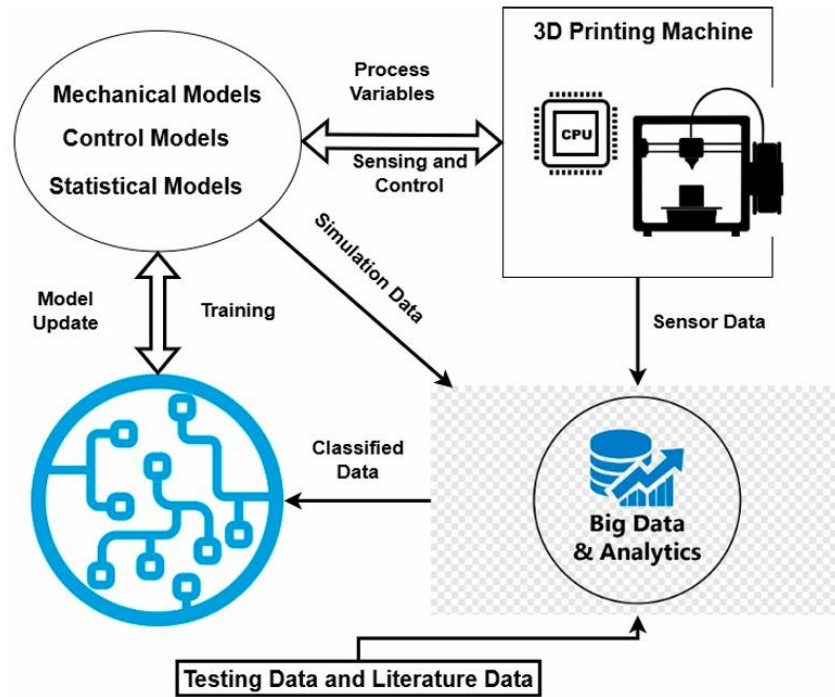 3D Printing Machine
Mechanical Models
Control Models
Statistical Models
Process
Variables
Sensing and
Control
CPU
Simulation Data
Model
Update
Training
Sensor Data
Classified
Data
Big Data
& Analytics
Testing Data and Literature Data